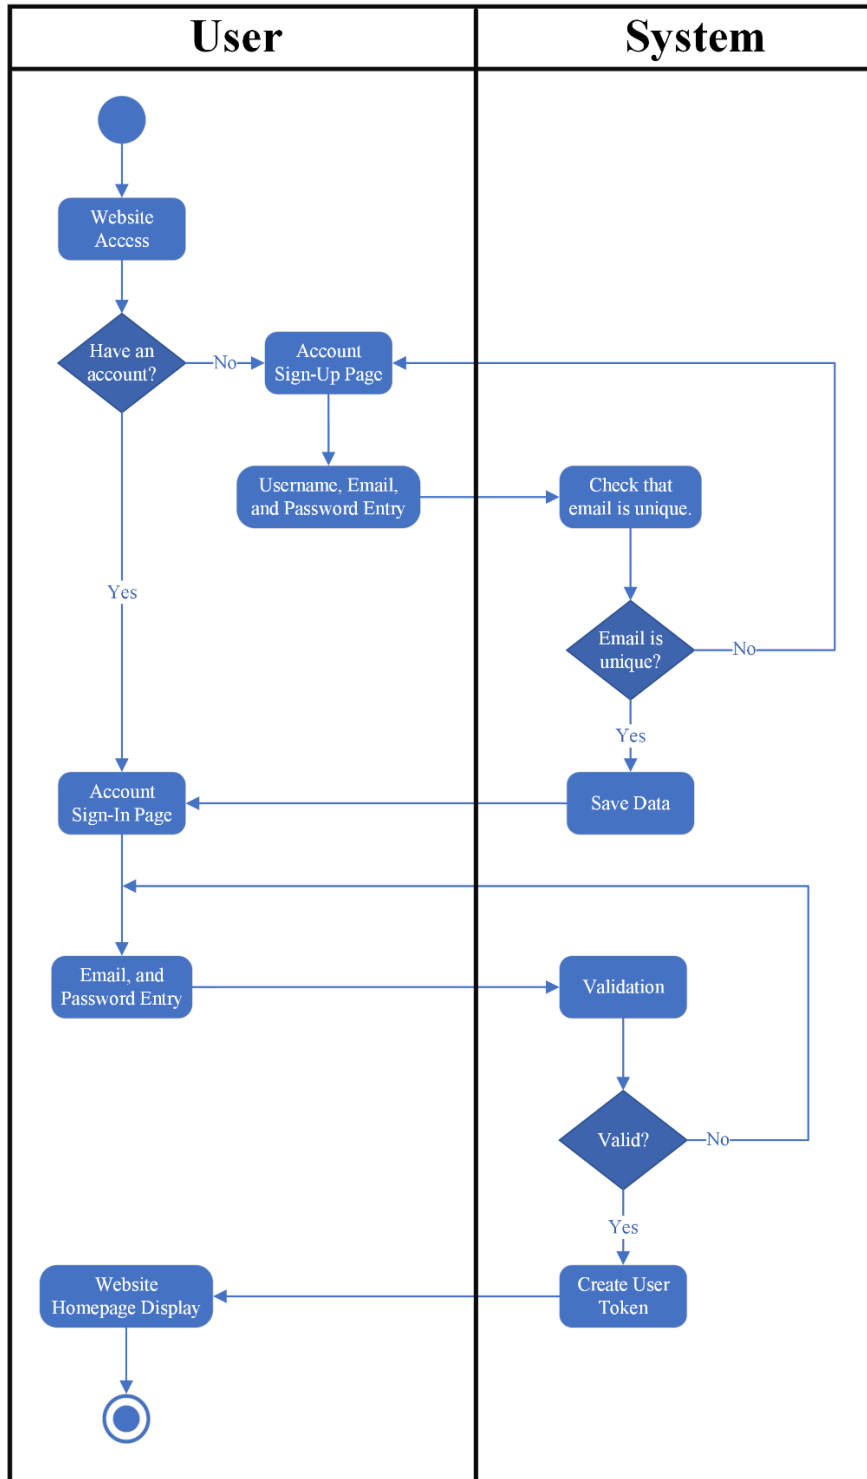 User
System
Website
Access
Have an
account?
No
Account
Sign-Up Page
Username, Email,
and Password Entry
Check that
email is unique.
Yes
Email is
unique?
No
Yes
Account
Sign-In Page
Save Data
Email, and
Password Entry
Validation
Valid?
No
Yes
Website
Homepage Display
Create User
Token